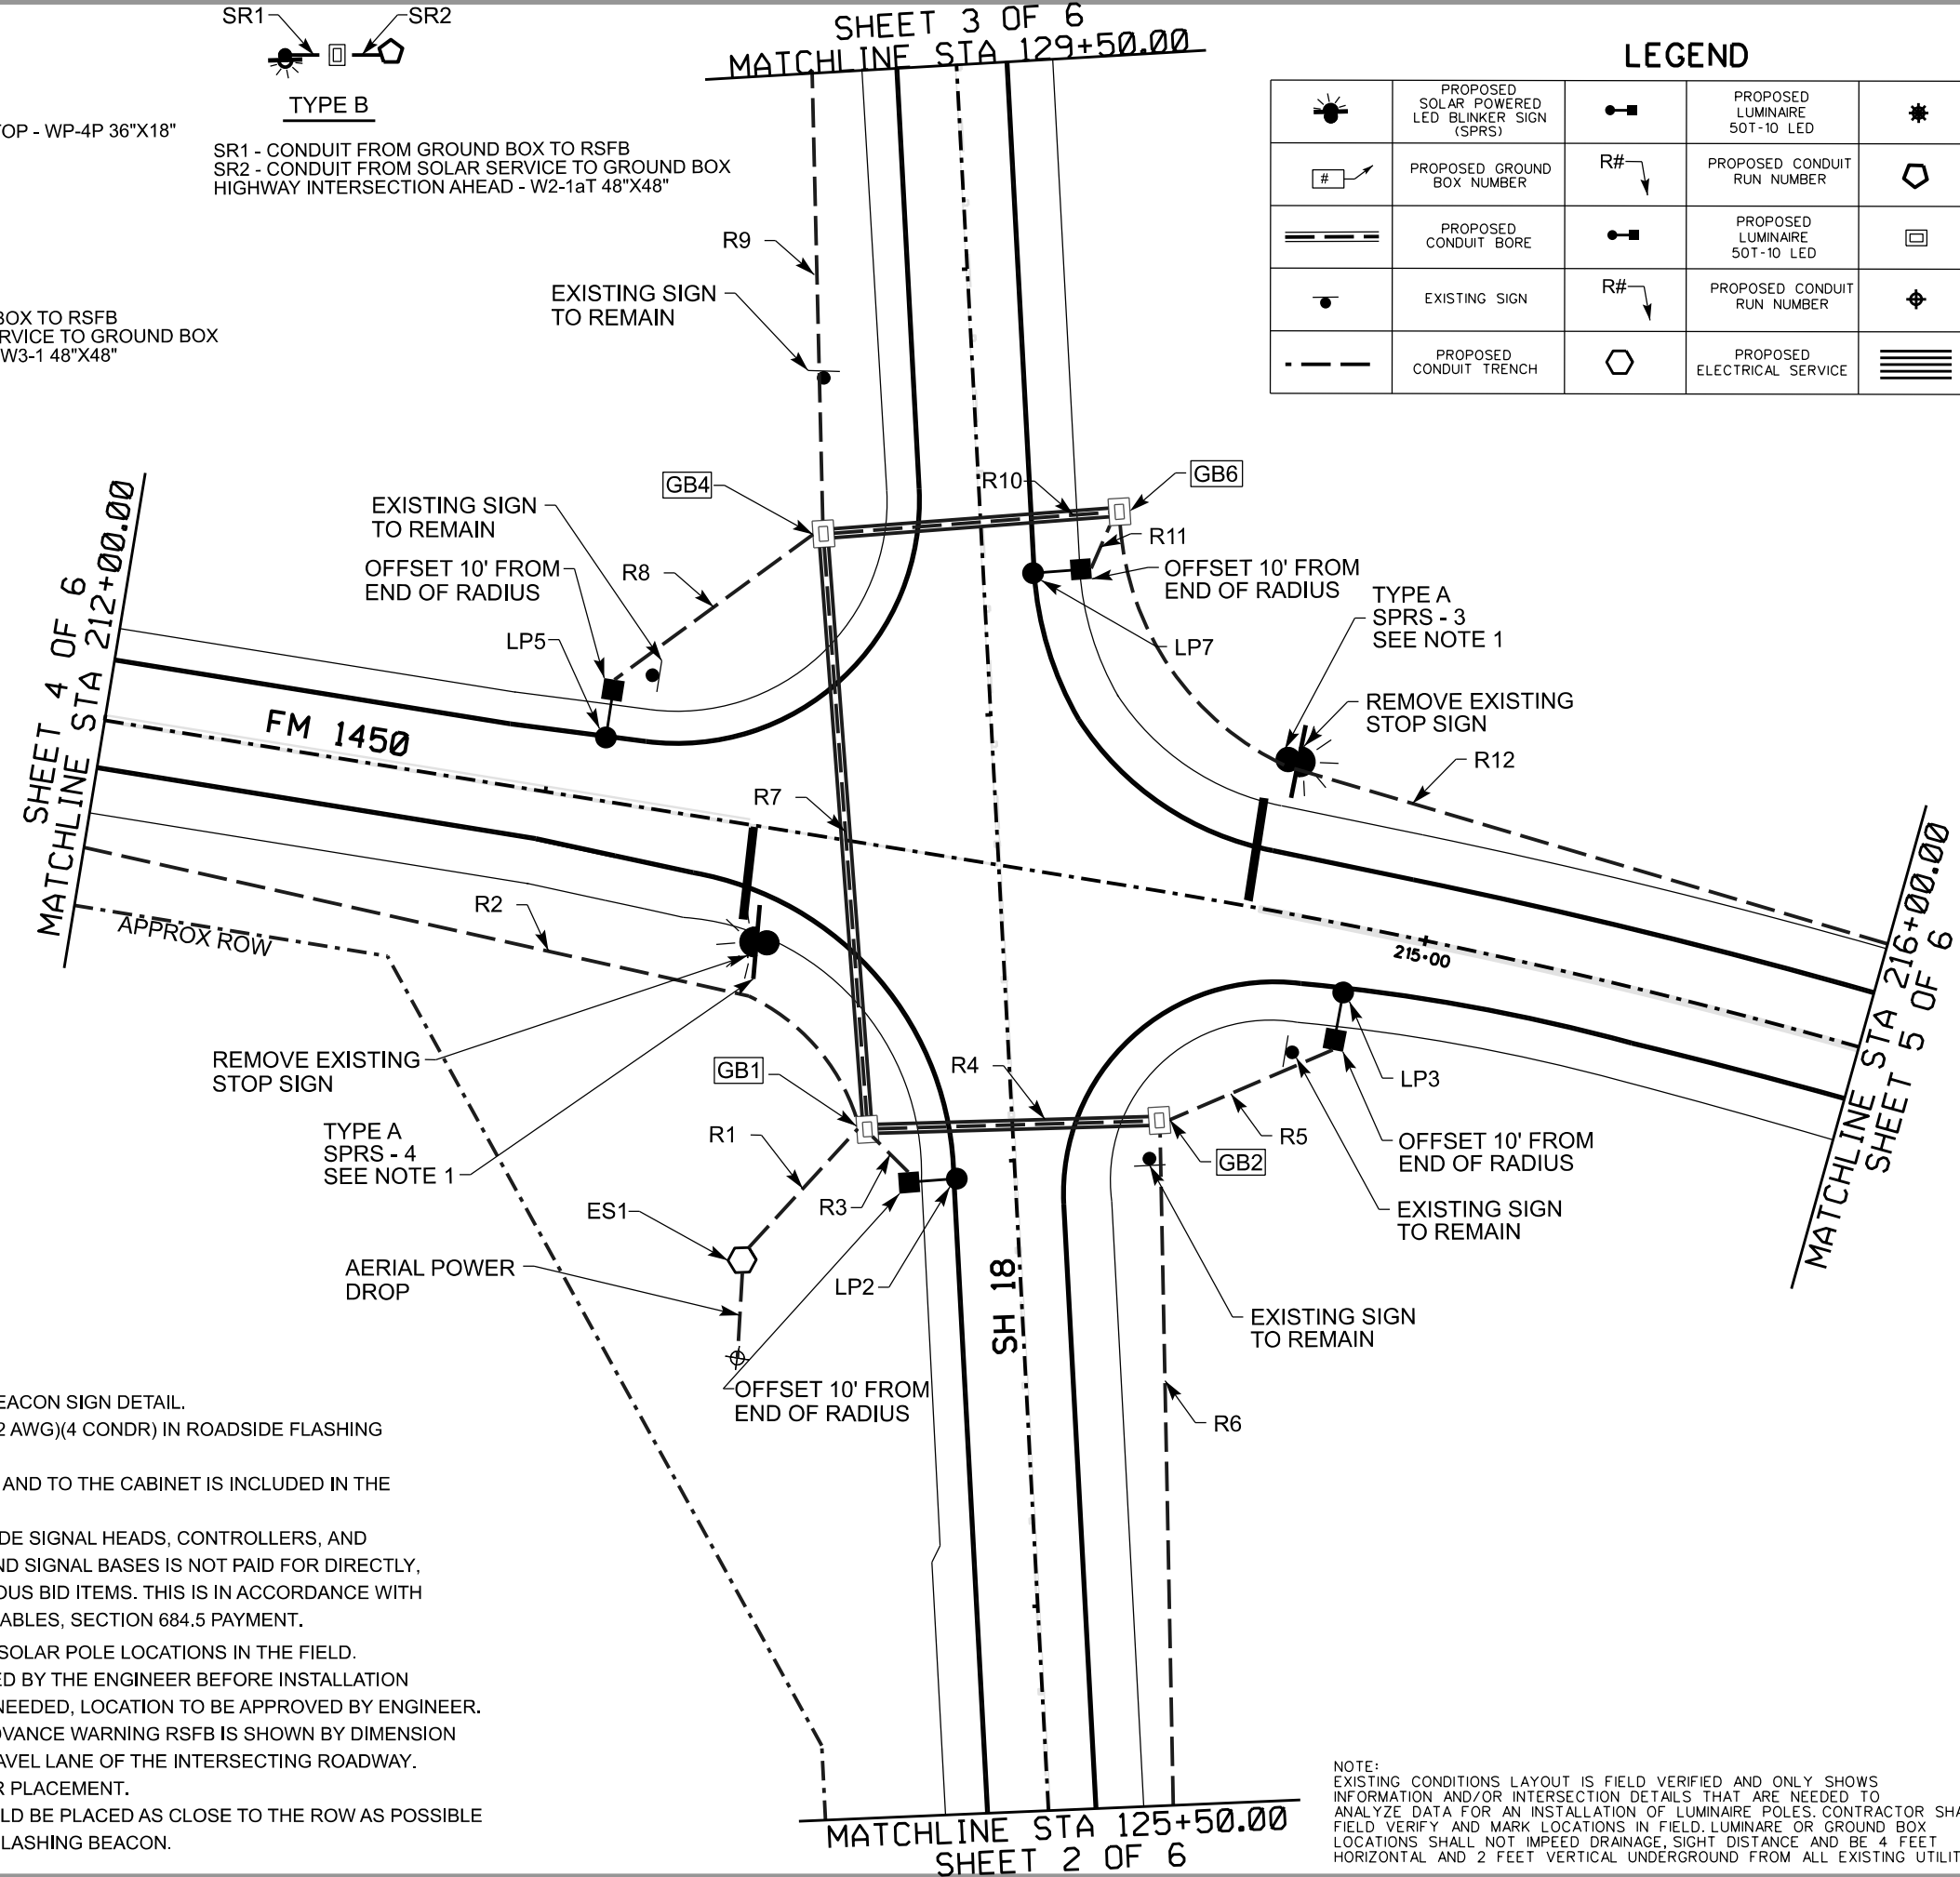 SR1
SR2
TYPE B
TOP - WP-4P 36"X18"
SR1 - CONDUIT FROM GROUND BOX TO RSFB
SR2 - CONDUIT FROM SOLAR SERVICE TO GROUND BOX
HIGHWAY INTERSECTION AHEAD - W2-1aT 48"X48"
BOX TO RSFB
RVICE TO GROUND BOX
W3-1 48"X48"
SHEET 3 OF 6
MATCHLINE STA 129+50.00
LEGEND
PROPOSED
SOLAR POWERED
LED BLINKER SIGN
(SPRS)
PROPOSED
LUMINAIRE
50T-10 LED
#
PROPOSED GROUND
BOX NUMBER
R#
PROPOSED CONDUIT
RUN NUMBER
PROPOSED
CONDUIT BORE
PROPOSED
LUMINAIRE
50T-10 LED
EXISTING SIGN
R#
PROPOSED CONDUIT
RUN NUMBER
PROPOSED
CONDUIT TRENCH
PROPOSED
ELECTRICAL SERVICE
R9
EXISTING SIGN
TO REMAIN
GB4
R10
GB6
EXISTING SIGN
TO REMAIN
OFFSET 10' FROM
END OF RADIUS
R8
LP5
R11
OFFSET 10' FROM
END OF RADIUS
LP7
TYPE A
SPRS - 3
SEE NOTE 1
REMOVE EXISTING
STOP SIGN
R12
SHEET 4 OF 6
MATCHLINE STA 212+00.00
FM 1450
R7
R2
APPROX ROW
215+00
MATCHLINE STA 216+00.00
SHEET 5 OF 6
REMOVE EXISTING
STOP SIGN
GB1
R4
LP3
TYPE A
SPRS - 4
SEE NOTE 1
R1
R5
OFFSET 10' FROM
END OF RADIUS
GB2
R3
ES1
EXISTING SIGN
TO REMAIN
AERIAL POWER
DROP
LP2
SH 18
EXISTING SIGN
TO REMAIN
OFFSET 10' FROM
END OF RADIUS
R6
EACON SIGN DETAIL.
2 AWG)(4 CONDR) IN ROADSIDE FLASHING
AND TO THE CABINET IS INCLUDED IN THE
DE SIGNAL HEADS, CONTROLLERS, AND
ND SIGNAL BASES IS NOT PAID FOR DIRECTLY,
OUS BID ITEMS. THIS IS IN ACCORDANCE WITH
ABLES, SECTION 684.5 PAYMENT.
SOLAR POLE LOCATIONS IN THE FIELD.
ED BY THE ENGINEER BEFORE INSTALLATION
NEEDED, LOCATION TO BE APPROVED BY ENGINEER.
DVANCE WARNING RSFB IS SHOWN BY DIMENSION
AVEL LANE OF THE INTERSECTING ROADWAY.
R PLACEMENT.
LD BE PLACED AS CLOSE TO THE ROW AS POSSIBLE
LASHING BEACON.
MATCHLINE STA 125+50.00
SHEET 2 OF 6
NOTE:
EXISTING CONDITIONS LAYOUT IS FIELD VERIFIED AND ONLY SHOWS
INFORMATION AND/OR INTERSECTION DETAILS THAT ARE NEEDED TO
ANALYZE DATA FOR AN INSTALLATION OF LUMINAIRE POLES. CONTRACTOR SHA
FIELD VERIFY AND MARK LOCATIONS IN FIELD. LUMINARE OR GROUND BOX
LOCATIONS SHALL NOT IMPEED DRAINAGE, SIGHT DISTANCE AND BE 4 FEET
HORIZONTAL AND 2 FEET VERTICAL UNDERGROUND FROM ALL EXISTING UTILIT